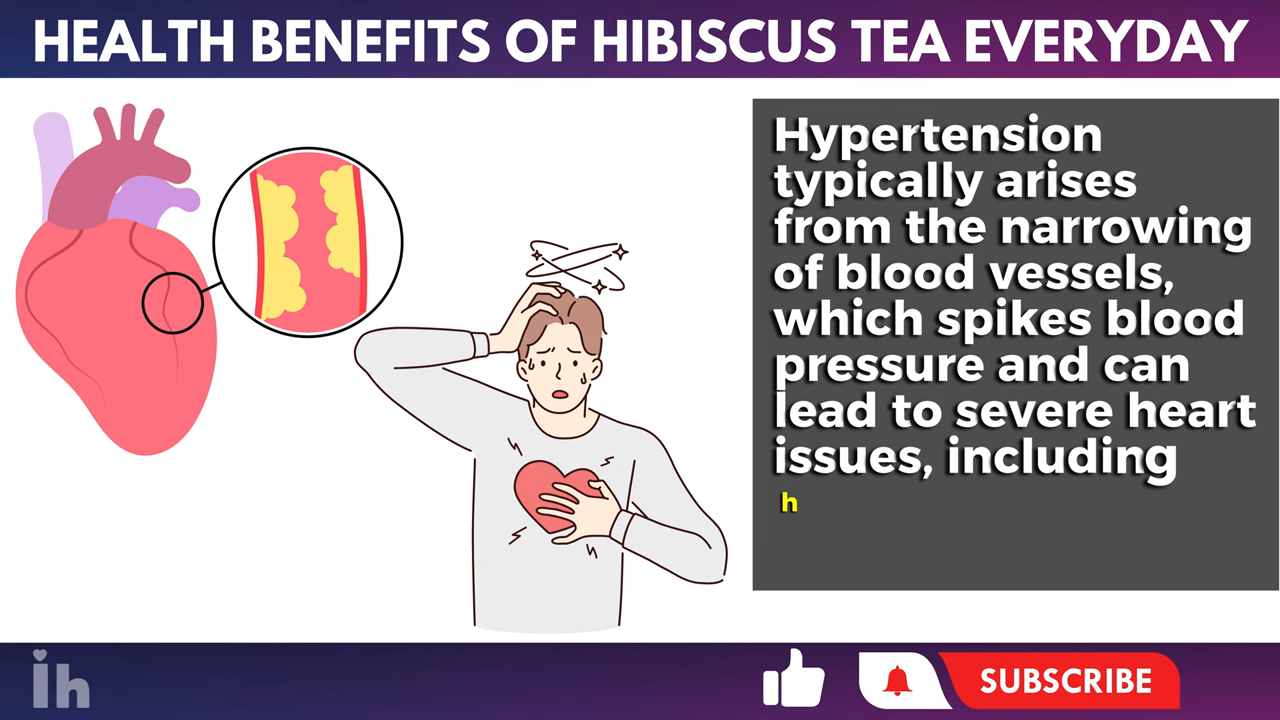 HEALTH BENEFITS OF HIBISCUS TEA EVERYDAY
Hypertension
typically arises
from the narrowing
of blood vessels,
which spikes blood
pressure and can
lead to severe heart
issues, including
h
ih
SUBSCRIBE